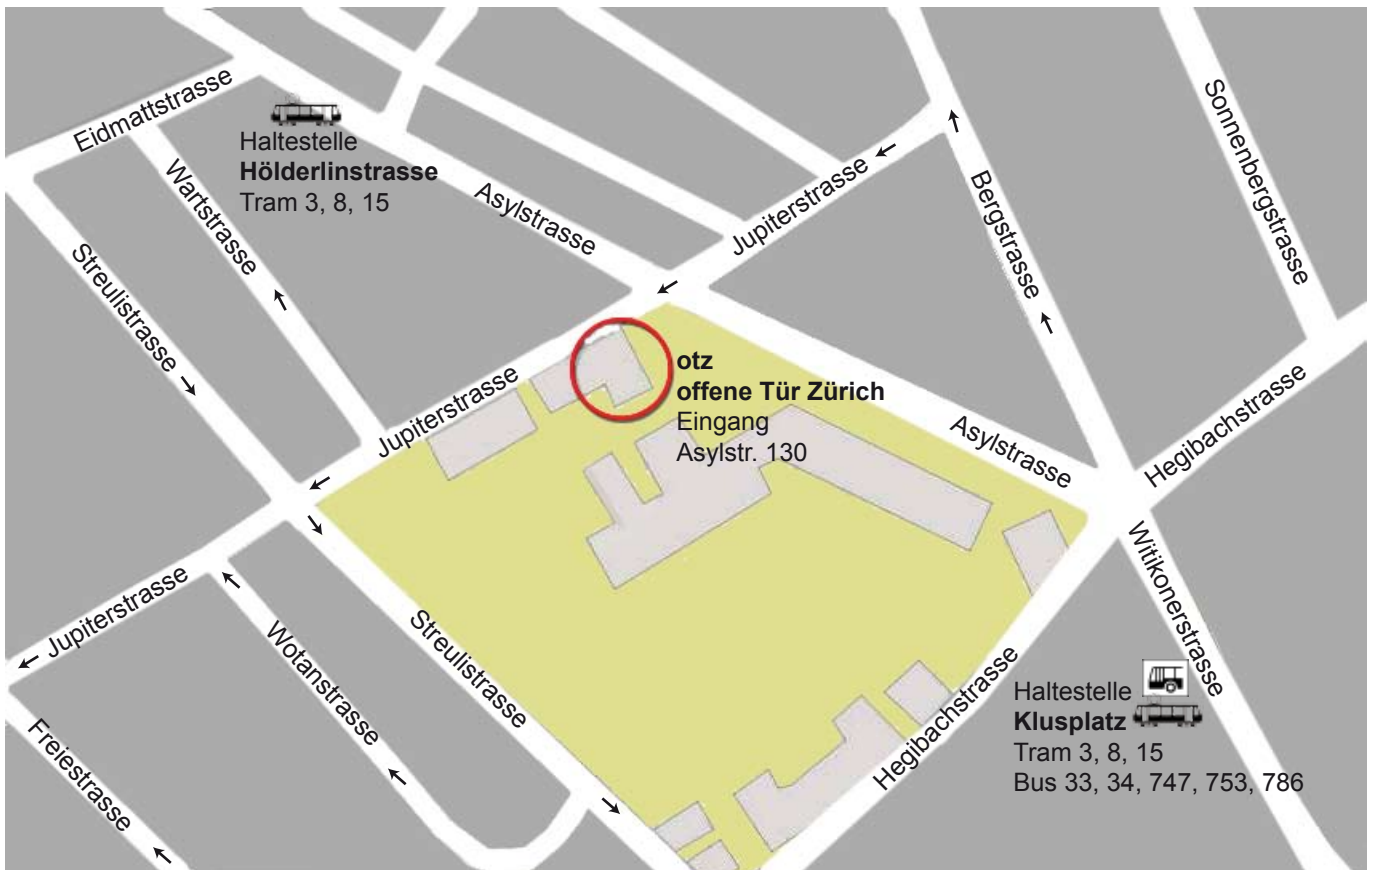 Eidmattstrasse
Haltestelle
Hölderlinstrasse
Tram 3, 8, 15
Wartstrasse
Asylstrasse
Jupiterstrasse
Bergstrasse
Sonnenbergstrasse
Streulistrasse
otz
offene Tür Zürich
Eingang
Asylstr. 130
Jupiterstrasse
Asylstrasse
Hegibachstrasse
Witikonerstrasse
Jupiterstrasse
Wotanstrasse
Streulistrasse
Hegibachstrasse
Haltestelle
Klusplatz
Tram 3, 8, 15
Bus 33, 34, 747, 753, 786
Freiestrasse